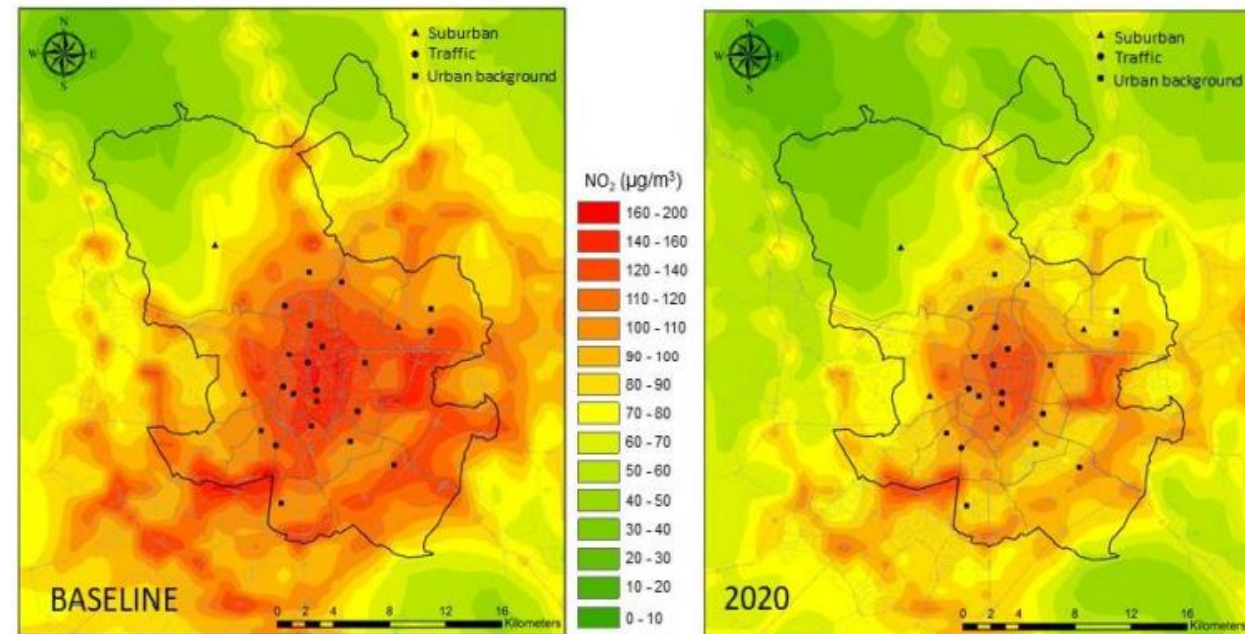 N
W E
S
Suburban
Traffic
Urban background
BASELINE
0 2 4 8 12 16
Kilometers
NO₂ (µg/m³)
160 - 200
140 - 160
120 - 140
110 - 120
100 - 110
90 - 100
80 - 90
70 - 80
60 - 70
50 - 60
40 - 50
30 - 40
20 - 30
10 - 20
0 - 10
N
W E
S
Suburban
Traffic
Urban background
2020
0 2 4 8 12 16
Kilometers